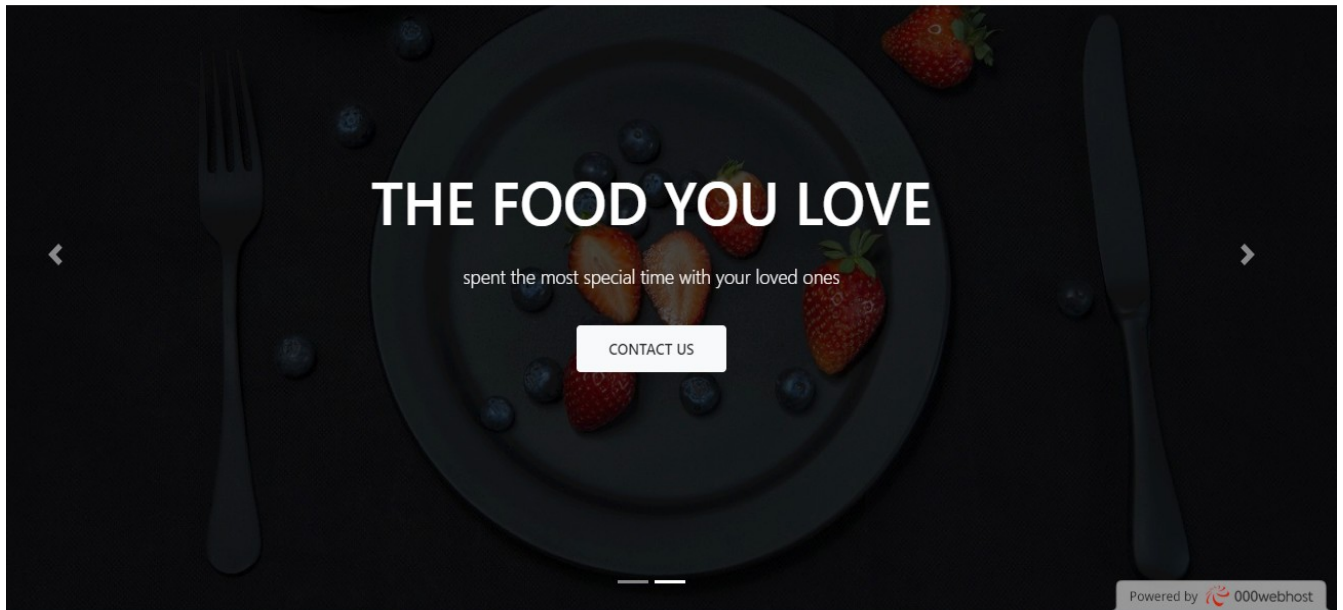 THE FOOD YOU LOVE
spent the most special time with your loved ones
CONTACT US
Powered by 000webhost